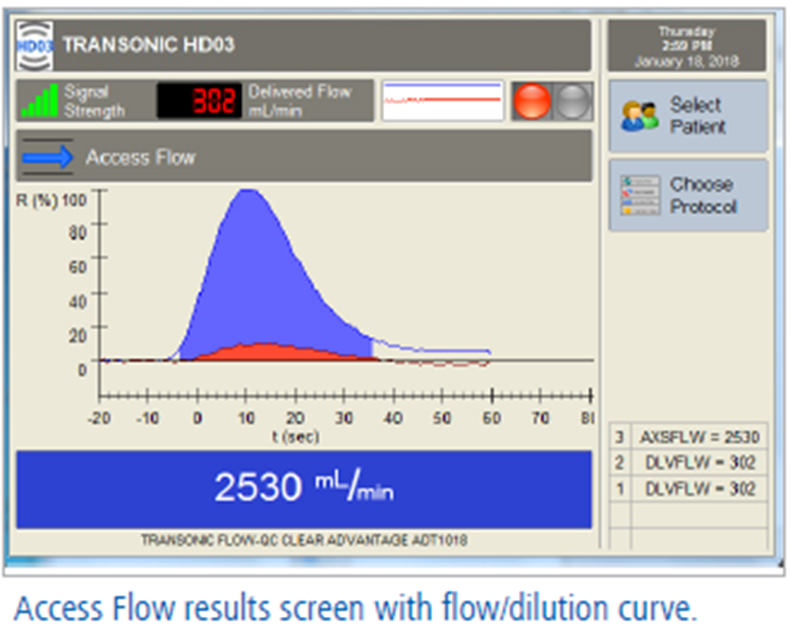 HD03 TRANSONIC HD03
Thursday
2:59 PM
January 18, 2018
Signal
Strength
302
Delivered Flow
mL/min
Select
Patient
Access Flow
Choose
Protocol
R (%) 100
80
60
40
20
0
-20 -10 0 10 20 30 40 50 60 70 8
t (sec)
3 AXSFLW = 2530
2 DLVFLW = 302
1 DLVFLW = 302
2530 mL/min
TRANSONIC FLOW-QC CLEAR ADVANTAGE ADT1018
Access Flow results screen with flow/dilution curve.